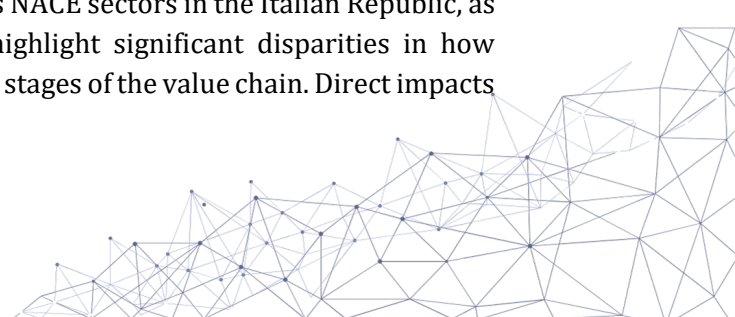 NACE sectors in the Italian Republic, as
highlight significant disparities in how
stages of the value chain. Direct impacts